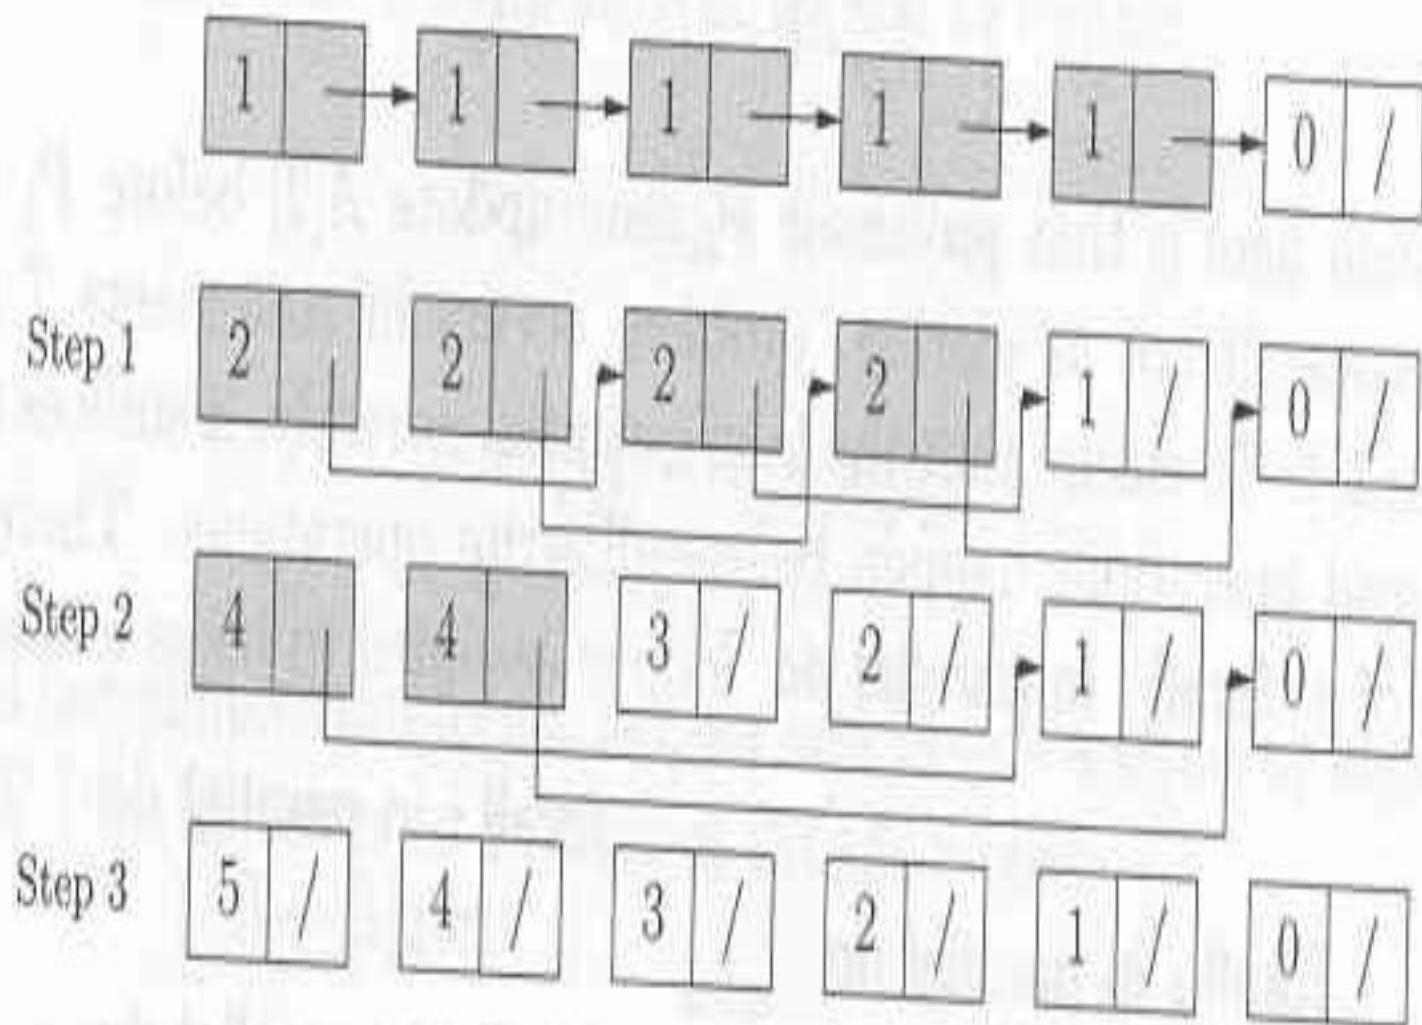 1 1 1 1 1 0 /
Step 1 2 2 2 2 1 / 0 /
Step 2 4 4 3 / 2 / 1 / 0 /
Step 3 5 / 4 / 3 / 2 / 1 / 0 /